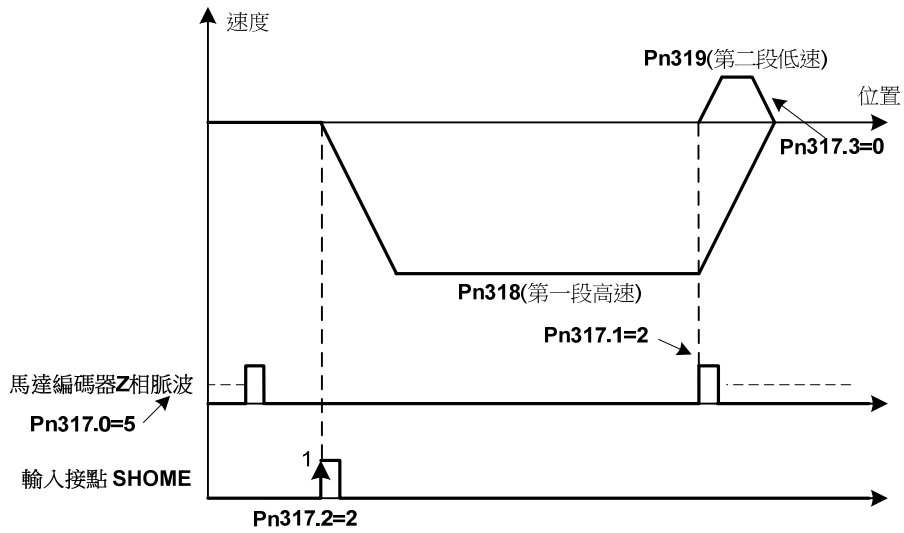 速度
Pn319(第二段低速)
位置
Pn317.3=0
Pn318(第一段高速)
Pn317.1=2
馬達編碼器Z相脈波
Pn317.0=5
1
輸入接點 SHOME
Pn317.2=2